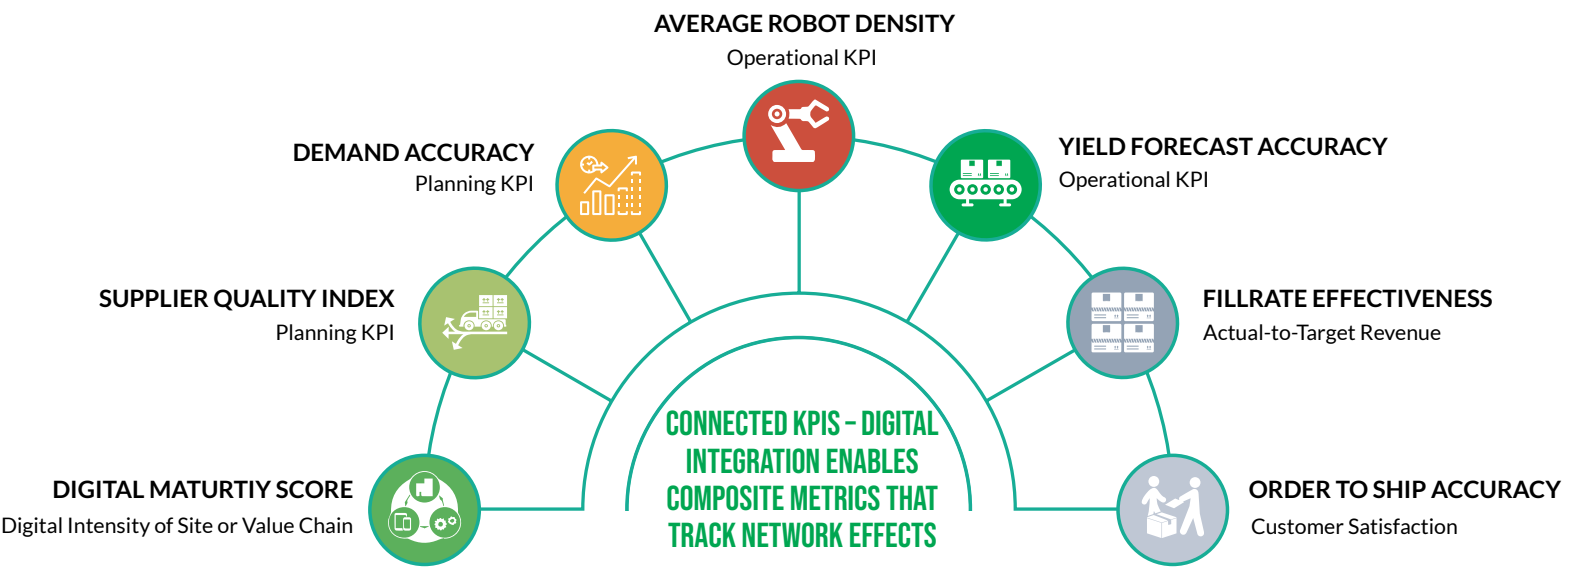 AVERAGE ROBOT DENSITY
Operational KPI
DEMAND ACCURACY
Planning KPI
YIELD FORECAST ACCURACY
Operational KPI
SUPPLIER QUALITY INDEX
Planning KPI
FILLRATE EFFECTIVENESS
Actual-to-Target Revenue
DIGITAL MATURTIY SCORE
Digital Intensity of Site or Value Chain
CONNECTED KPIS – DIGITAL
INTEGRATION ENABLES
COMPOSITE METRICS THAT
TRACK NETWORK EFFECTS
ORDER TO SHIP ACCURACY
Customer Satisfaction